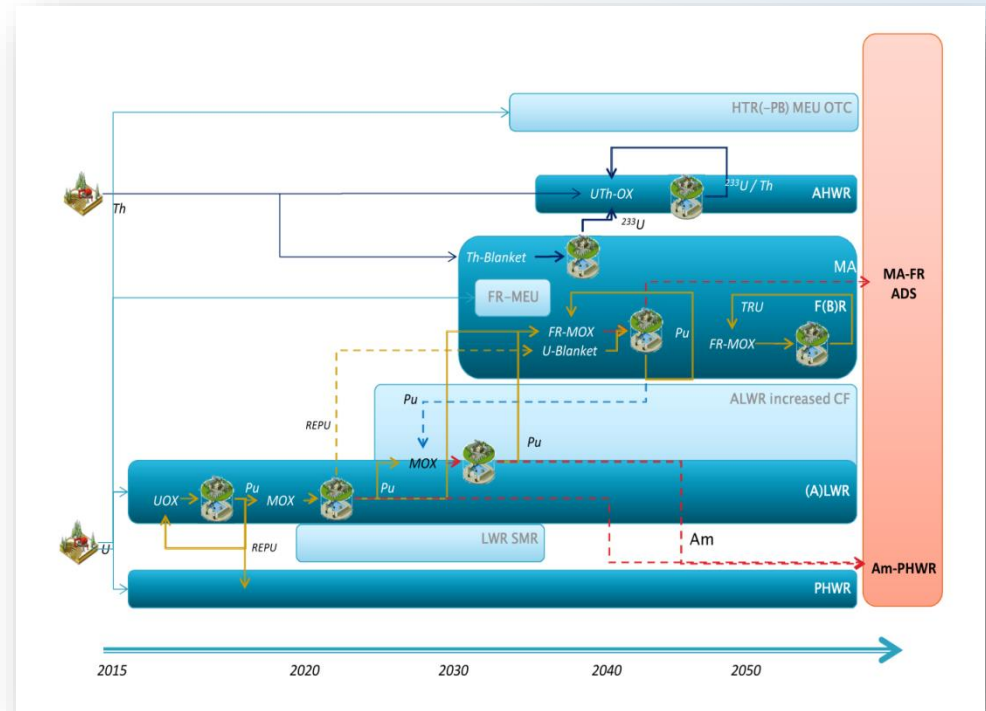 HTR(–PB) MEU OTC
Th
UTh-OX
²³³U / Th
AHWR
²³³U
Th-Blanket
MA
MA-FR
ADS
FR–MEU
F(B)R
TRU
FR-MOX
Pu
FR-MOX
U-Blanket
Pu
ALWR increased CF
REPU
Pu
MOX
(A)LWR
UOX
Pu
MOX
Pu
U
REPU
LWR SMR
Am
Am-PHWR
PHWR
2015
2020
2030
2040
2050